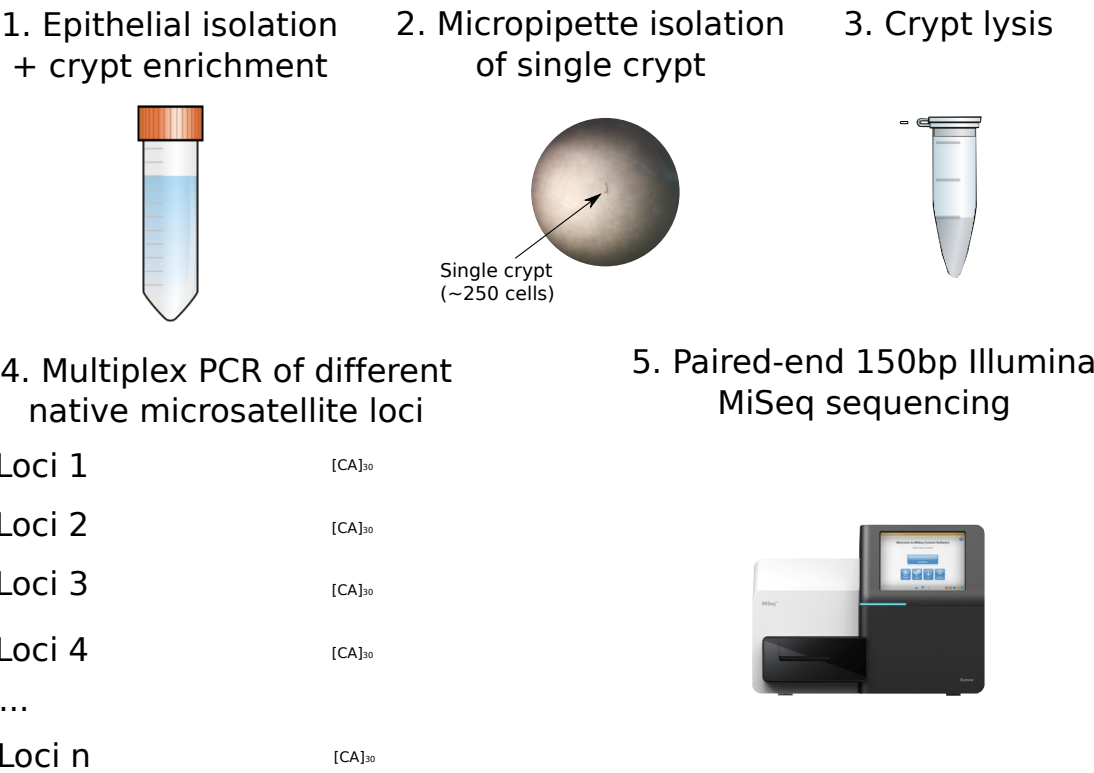 1. Epithelial isolation
+ crypt enrichment
2. Micropipette isolation
of single crypt
3. Crypt lysis
Single crypt
(~250 cells)
4. Multiplex PCR of different
native microsatellite loci
Loci 1 [CA]30
Loci 2 [CA]30
Loci 3 [CA]30
Loci 4 [CA]30
...
Loci n [CA]30
5. Paired-end 150bp Illumina
MiSeq sequencing
MiSeq